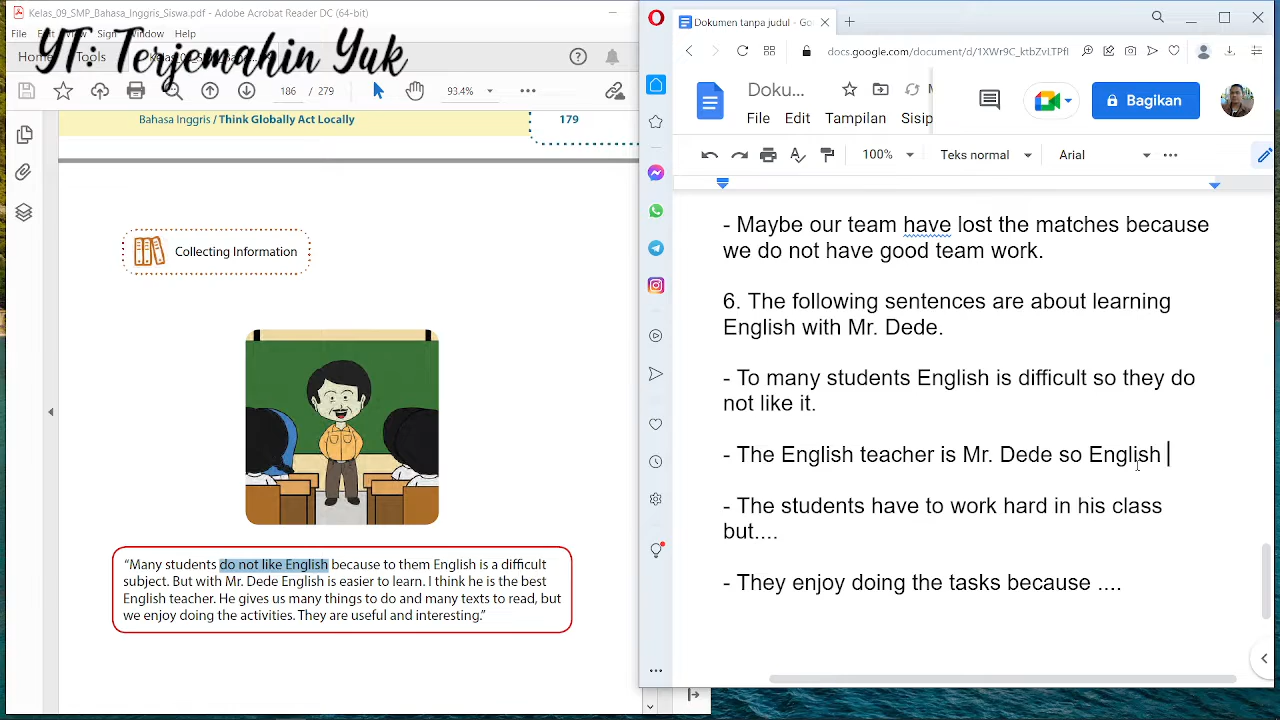 Kelas_09_SMP_Bahasa_Inggris_Siswa.pdf - Adobe Acrobat Reader DC (64-bit)
File Edit View Sign Window Help
YT: Terjemahin Yuk
Home Tools
186 / 279
93.4%
Bahasa Inggris / Think Globally Act Locally
179
Collecting Information
“Many students do not like English because to them English is a difficult
subject. But with Mr. Dede English is easier to learn. I think he is the best
English teacher. He gives us many things to do and many texts to read, but
we enjoy doing the activities. They are useful and interesting.”
Dokumen tanpa judul - Go
docs.google.com/document/d/1XWr9C_ktbZvLTPfl
Doku...
Bagikan
File Edit Tampilan Sisip
100% Teks normal Arial
- Maybe our team have lost the matches because
we do not have good team work.
6. The following sentences are about learning
English with Mr. Dede.
- To many students English is difficult so they do
not like it.
- The English teacher is Mr. Dede so English
- The students have to work hard in his class
but....
- They enjoy doing the tasks because ....